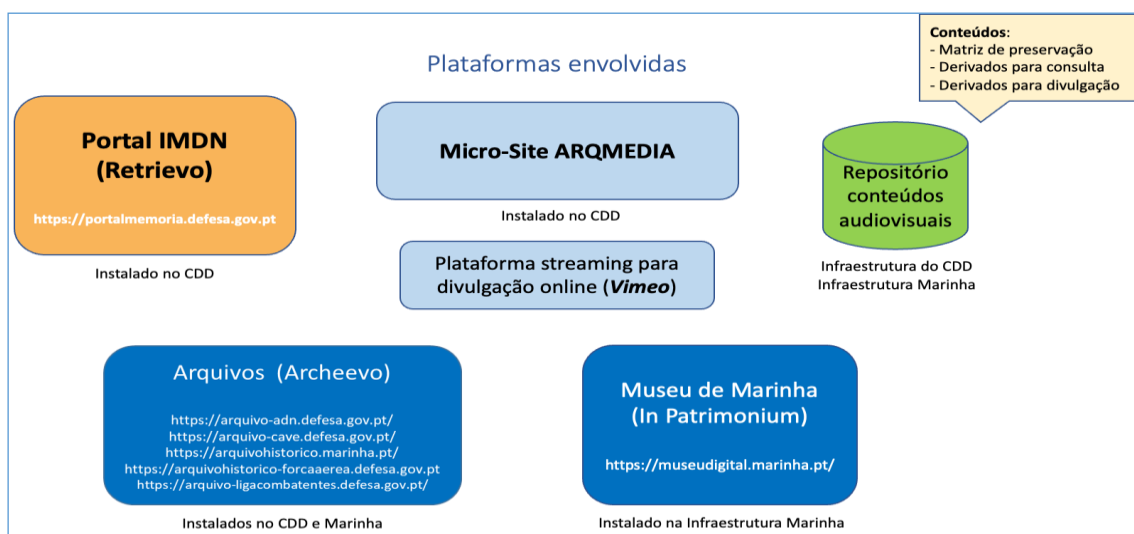 Plataformas envolvidas
Conteúdos:
- Matriz de preservação
- Derivados para consulta
- Derivados para divulgação
Portal IMDN
(Retrievo)
https://portalmemoria.defesa.gov.pt
Instalado no CDD
Micro-Site ARQMEDIA
Instalado no CDD
Plataforma streaming para
divulgação online (Vimeo)
Repositório
conteúdos
audiovisuais
Infraestrutura do CDD
Infraestrutura Marinha
Arquivos (Archeevo)
https://arquivo-adn.defesa.gov.pt/
https://arquivo-cave.defesa.gov.pt/
https://arquivohistorico.marinha.pt/
https://arquivohistorico-forcaaerea.defesa.gov.pt
https://arquivo-ligacombatentes.defesa.gov.pt/
Instalados no CDD e Marinha
Museu de Marinha
(In Patrimonium)
https://museudigital.marinha.pt/
Instalado na Infraestrutura Marinha